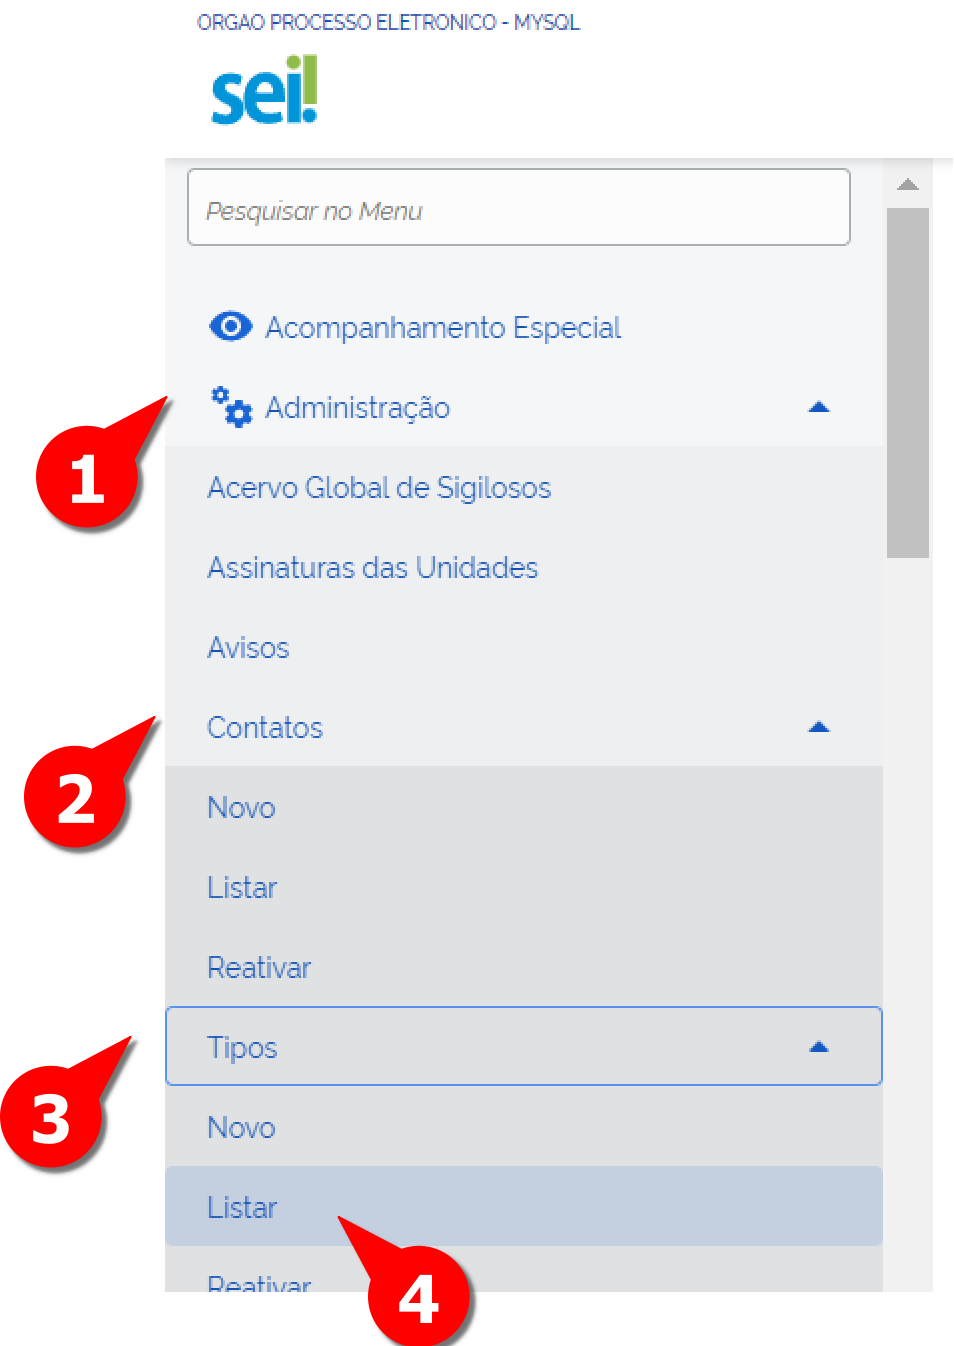 ORGAO PROCESSO ELETRONICO - MYSQL
sei!
Pesquisar no Menu
Acompanhamento Especial
Administração
1
Acervo Global de Sigilosos
Assinaturas das Unidades
Avisos
Contatos
2
Novo
Listar
Reativar
Tipos
3
Novo
Listar
Reativar
4